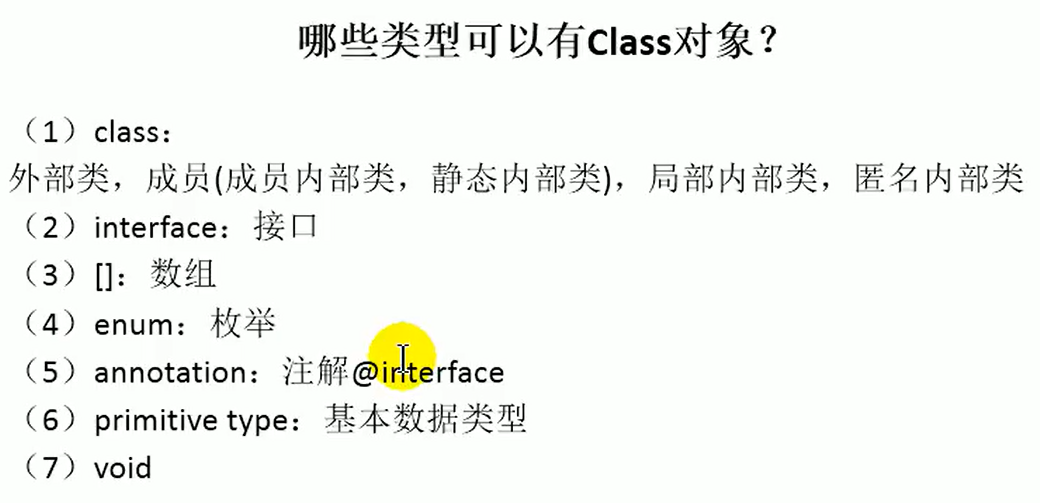 哪些类型可以有Class对象？
（1）class：
外部类，成员(成员内部类，静态内部类)，局部内部类，匿名内部类
（2）interface：接口
（3）[]：数组
（4）enum：枚举
（5）annotation：注解@interface
（6）primitive type：基本数据类型
（7）void